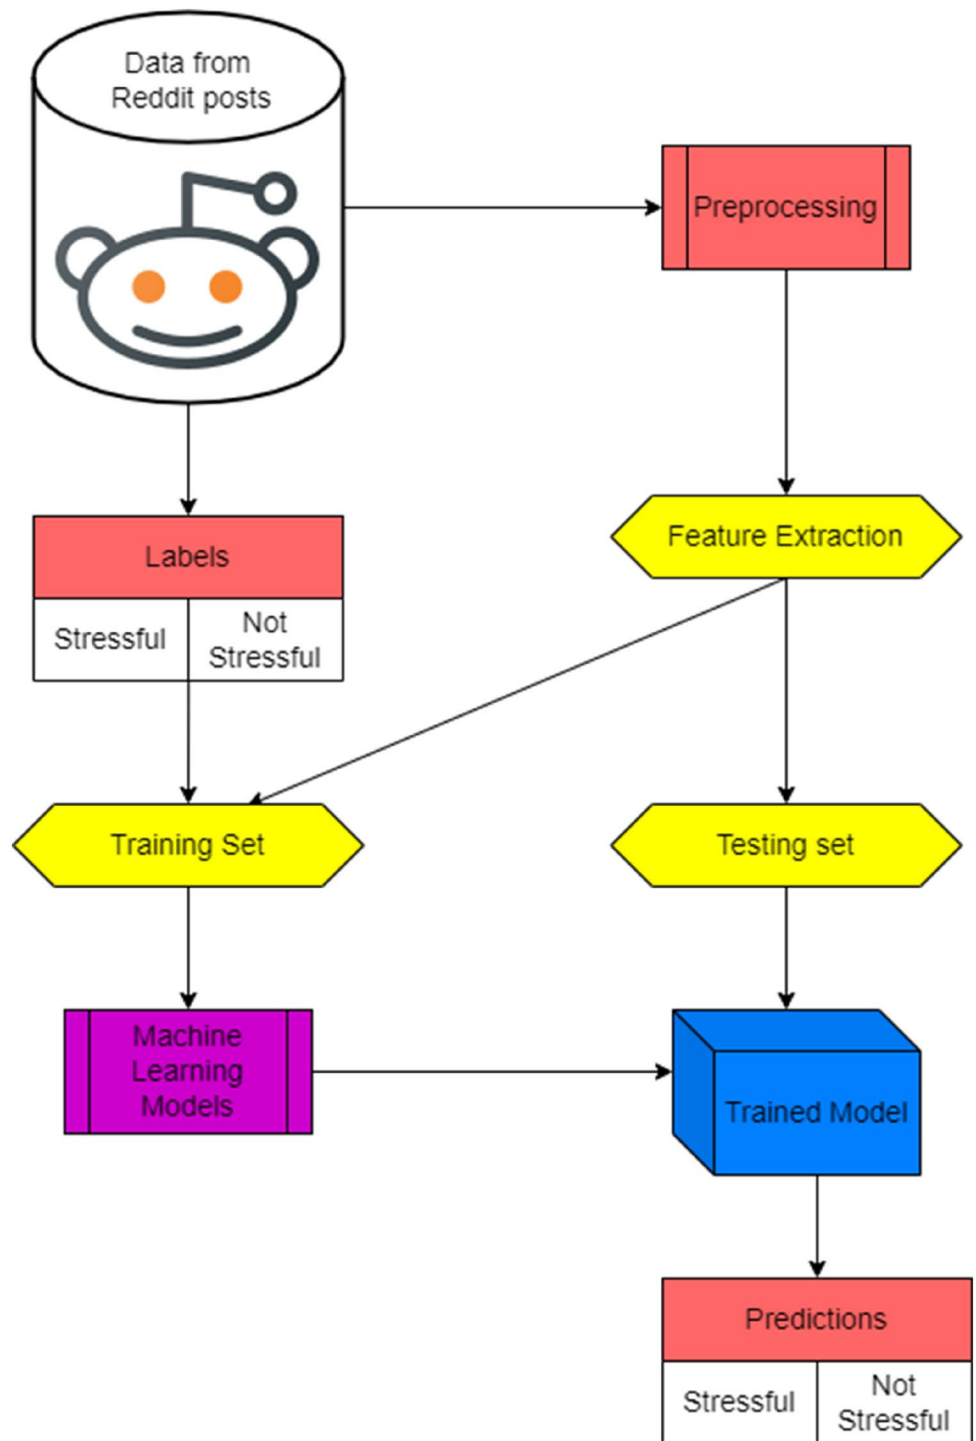 Data from
Reddit posts
Preprocessing
Feature Extraction
Labels
Stressful
Not
Stressful
Training Set
Testing set
Machine
Learning
Models
Trained Model
Predictions
Stressful
Not
Stressful